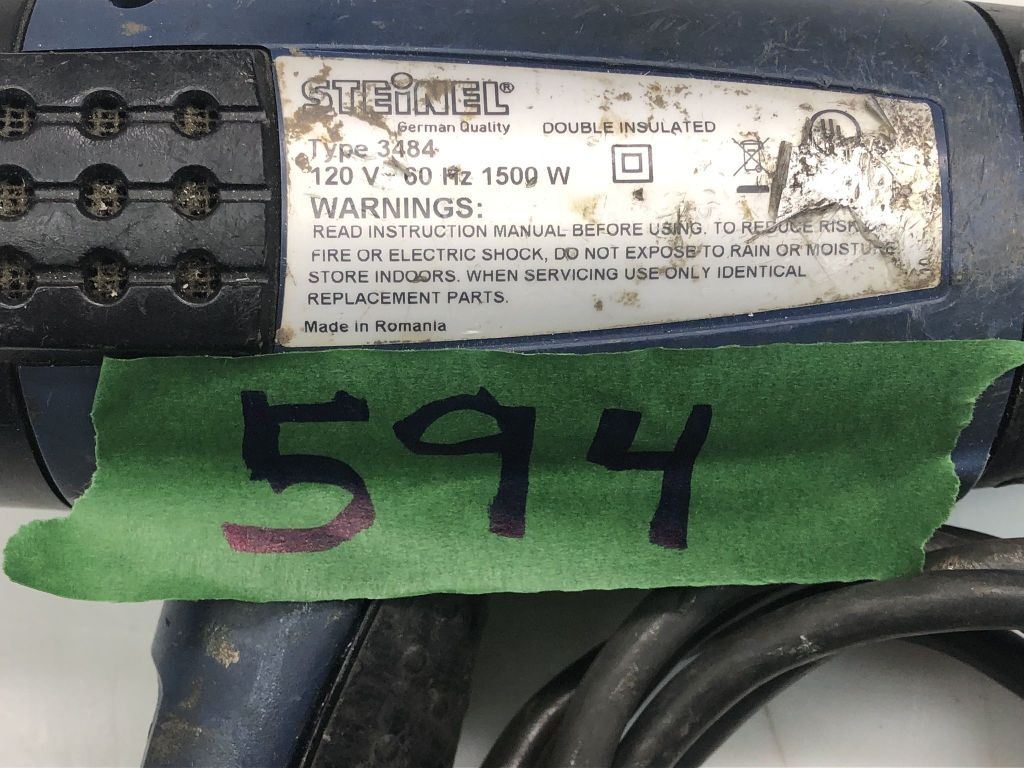 STEiNEL®
German Quality
DOUBLE INSULATED
UL
Type 3484
120 V~ 60 Hz 1500 W
WARNINGS:
READ INSTRUCTION MANUAL BEFORE USING. TO REDUCE RISK
FIRE OR ELECTRIC SHOCK, DO NOT EXPOSE TO RAIN OR MOISTURE
STORE INDOORS. WHEN SERVICING USE ONLY IDENTICAL
REPLACEMENT PARTS.
Made in Romania
594